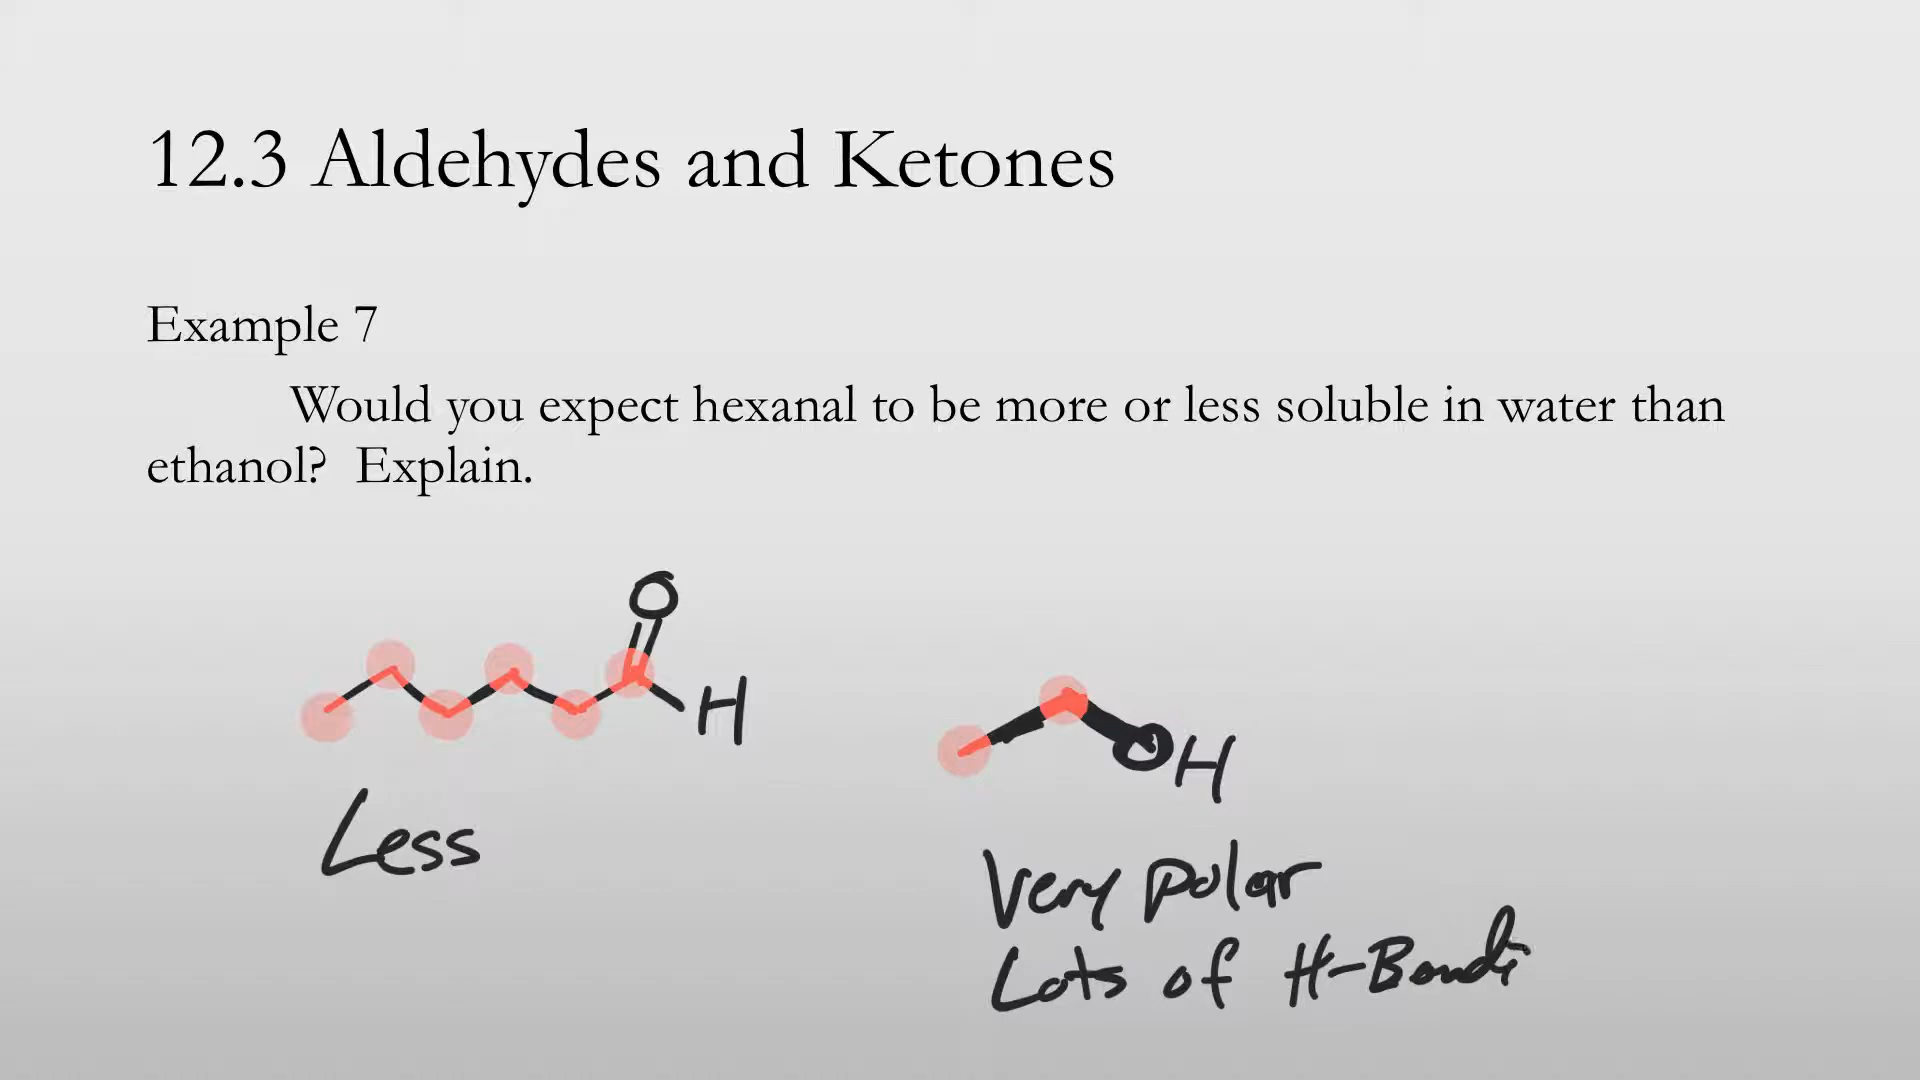 12.3 Aldehydes and Ketones
Example 7
Would you expect hexanal to be more or less soluble in water than
ethanol? Explain.
O
H
OH
Less
Very polar
Lots of H-Bondi